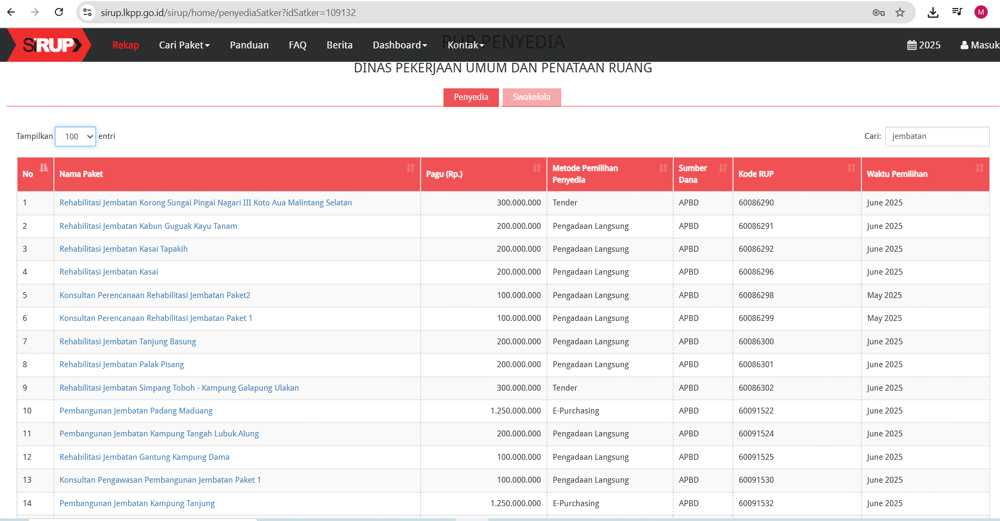 sirup.lkpp.go.id/sirup/home/penyediaSatker?idSatker=109132
M
SiRUP
Rekap
Cari Paket
Panduan
FAQ
Berita
Dashboard
Kontak
2025
Masuk
RUP PENYEDIA
DINAS PEKERJAAN UMUM DAN PENATAAN RUANG
Penyedia
Swakelola
Tampilkan 100 entri
Cari: jembatan
No Nama Paket Pagu (Rp.) Metode Pemilihan Penyedia Sumber Dana Kode RUP Waktu Pemilihan
1 Rehabilitasi Jembatan Korong Sungai Pingai Nagari III Koto Aua Malintang Selatan 300.000.000 Tender APBD 60086290 June 2025
2 Rehabilitasi Jembatan Kabun Guguak Kayu Tanam 200.000.000 Pengadaan Langsung APBD 60086291 June 2025
3 Rehabilitasi Jembatan Kasai Tapakih 200.000.000 Pengadaan Langsung APBD 60086292 June 2025
4 Rehabilitasi Jembatan Kasai 200.000.000 Pengadaan Langsung APBD 60086296 June 2025
5 Konsultan Perencanaan Rehabilitasi Jembatan Paket2 100.000.000 Pengadaan Langsung APBD 60086298 May 2025
6 Konsultan Perencanaan Rehabilitasi Jembatan Paket 1 100.000.000 Pengadaan Langsung APBD 60086299 May 2025
7 Rehabilitasi Jembatan Tanjung Basung 200.000.000 Pengadaan Langsung APBD 60086300 June 2025
8 Rehabilitasi Jembatan Palak Pisang 200.000.000 Pengadaan Langsung APBD 60086301 June 2025
9 Rehabilitasi Jembatan Simpang Toboh - Kampung Galapung Ulakan 300.000.000 Tender APBD 60086302 June 2025
10 Pembangunan Jembatan Padang Maduang 1.250.000.000 E-Purchasing APBD 60091522 June 2025
11 Pembangunan Jembatan Kampung Tangah Lubuk Alung 200.000.000 Pengadaan Langsung APBD 60091524 June 2025
12 Rehabilitasi Jembatan Gantung Kampung Dama 100.000.000 Pengadaan Langsung APBD 60091525 June 2025
13 Konsultan Pengawasan Pembangunan Jembatan Paket 1 100.000.000 Pengadaan Langsung APBD 60091530 June 2025
14 Pembangunan Jembatan Kampung Tanjung 1.250.000.000 E-Purchasing APBD 60091532 June 2025